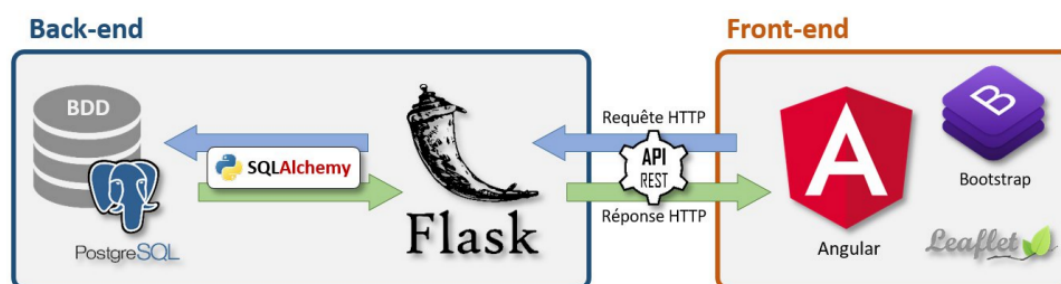 Back-end
Front-end
BDD
PostgreSQL
SQLAlchemy
Flask
Requête HTTP
API
REST
Réponse HTTP
A
Angular
B
Bootstrap
Leaflet